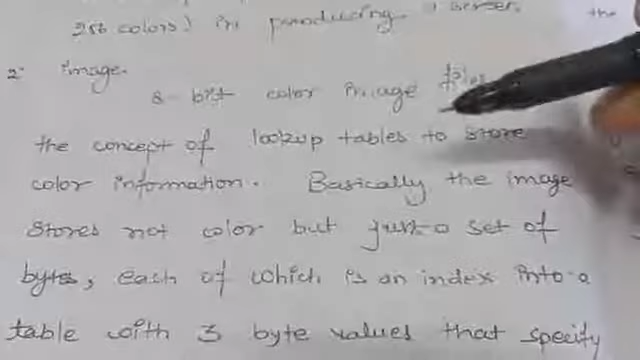 256 colors) in producing the
2. image.
8-bit color image files
the concept of lookup tables to store
color information. Basically, the image
stores not color but just a set of
bytes, each of which is an index into a
table with 3 byte values that specify